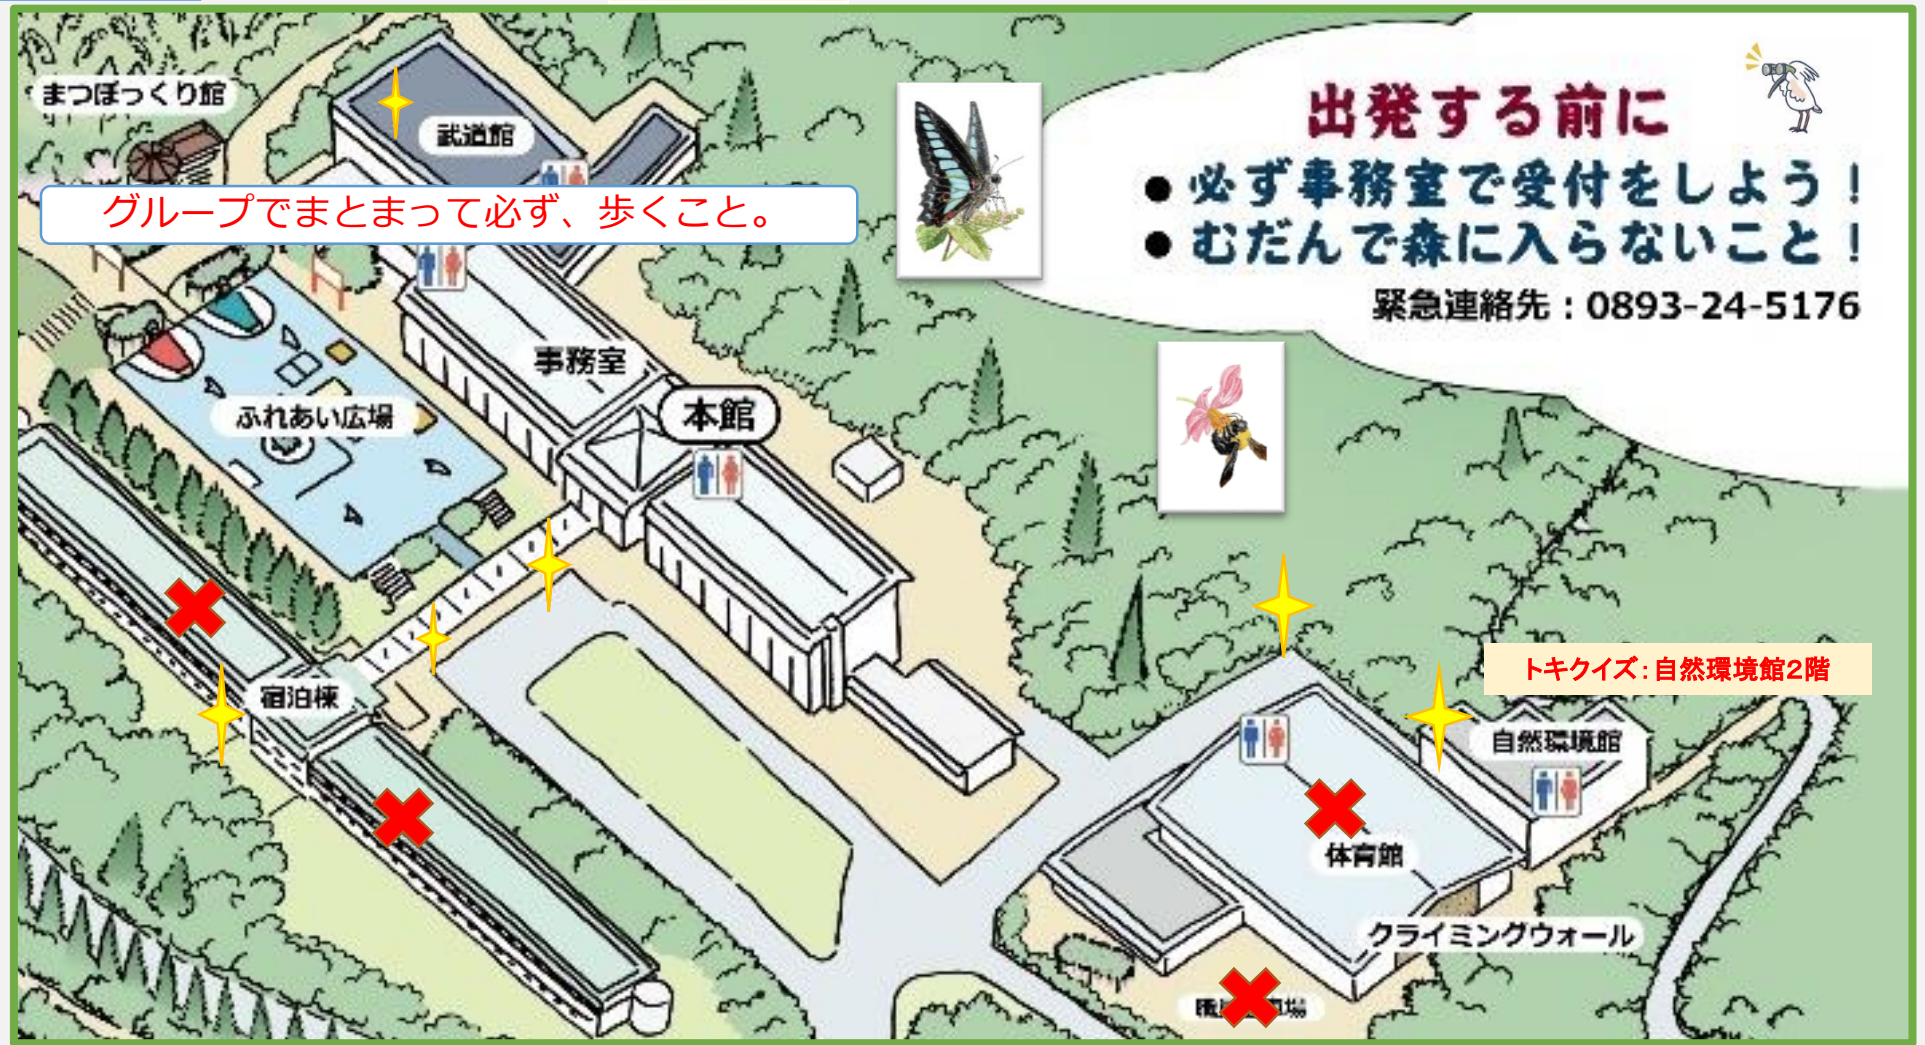 まつぼっくり館
武道館
グループでまとまって必ず、歩くこと。
出発する前に
● 必ず事務室で受付をしよう！
● むだんで森に入らないこと！
緊急連絡先：0893-24-5176
事務室
ふれあい広場
本館
宿泊棟
トキクイズ：自然環境館2階
自然環境館
体育館
クライミングウォール
場